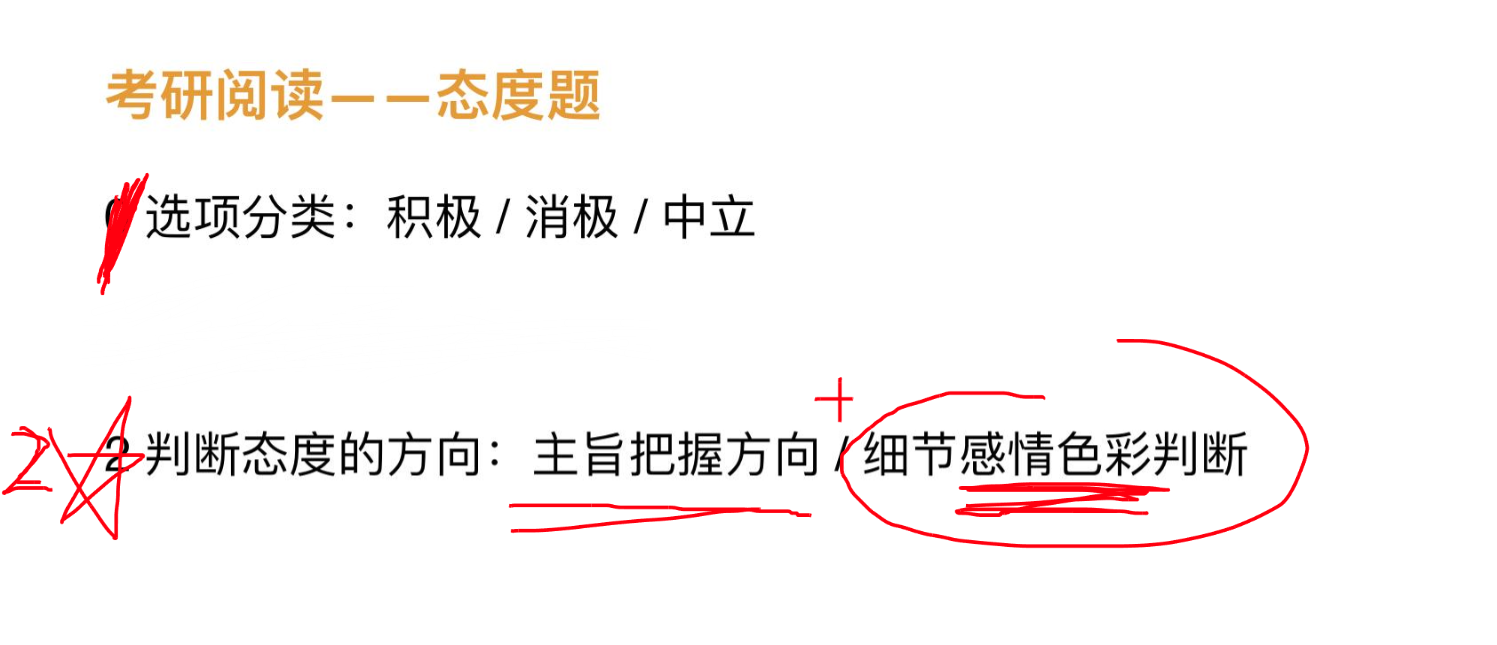 考研阅读——态度题
选项分类：积极 / 消极 / 中立
+
2 2 判断态度的方向：主旨把握方向 / 细节感情色彩判断